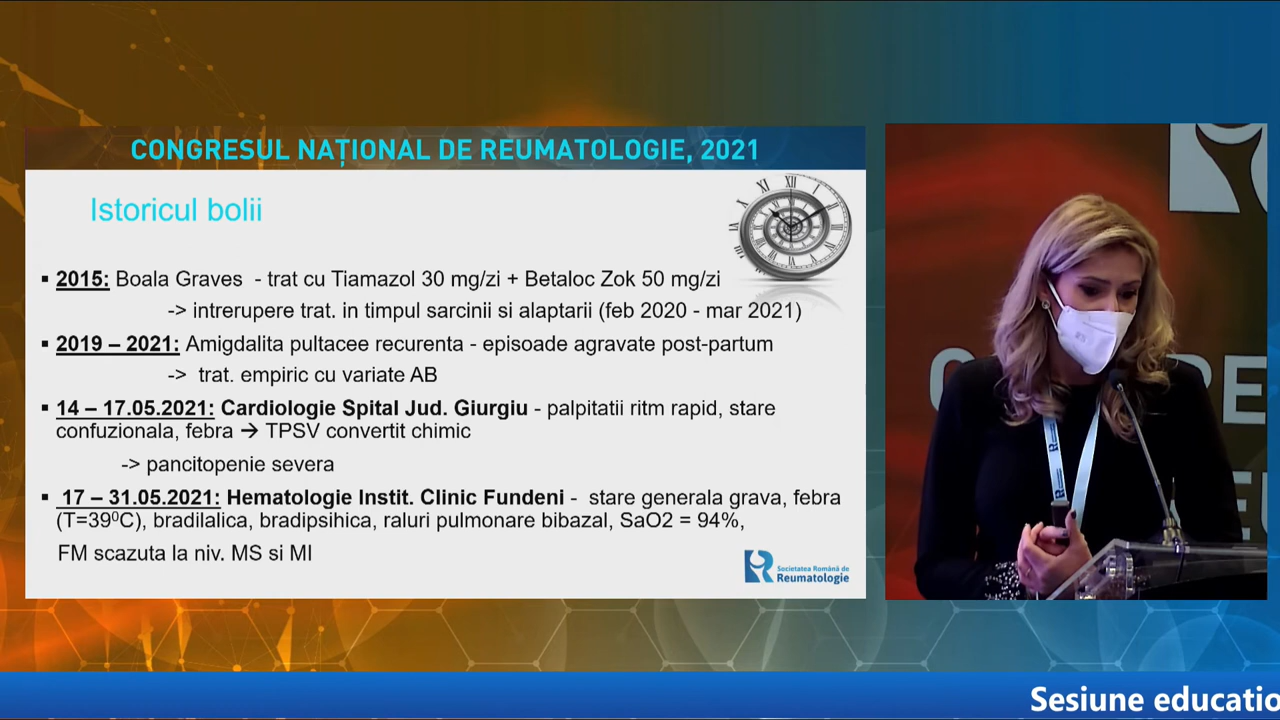 CONGRESUL NAȚIONAL DE REUMATOLOGIE, 2021
Istoricul bolii
▪ 2015: Boala Graves - trat cu Tiamazol 30 mg/zi + Betaloc Zok 50 mg/zi
-> intrerupere trat. in timpul sarcinii si alaptarii (feb 2020 - mar 2021)
▪ 2019 – 2021: Amigdalita pultacee recurenta - episoade agravate post-partum
-> trat. empiric cu variate AB
▪ 14 – 17.05.2021: Cardiologie Spital Jud. Giurgiu - palpitatii ritm rapid, stare
confuzionala, febra → TPSV convertit chimic
-> pancitopenie severa
▪ 17 – 31.05.2021: Hematologie Instit. Clinic Fundeni - stare generala grava, febra
(T=39⁰C), bradilalica, bradipsihica, raluri pulmonare bibazal, SaO2 = 94%,
FM scazuta la niv. MS si MI
Societatea Română de
Reumatologie
Sesiune educatio